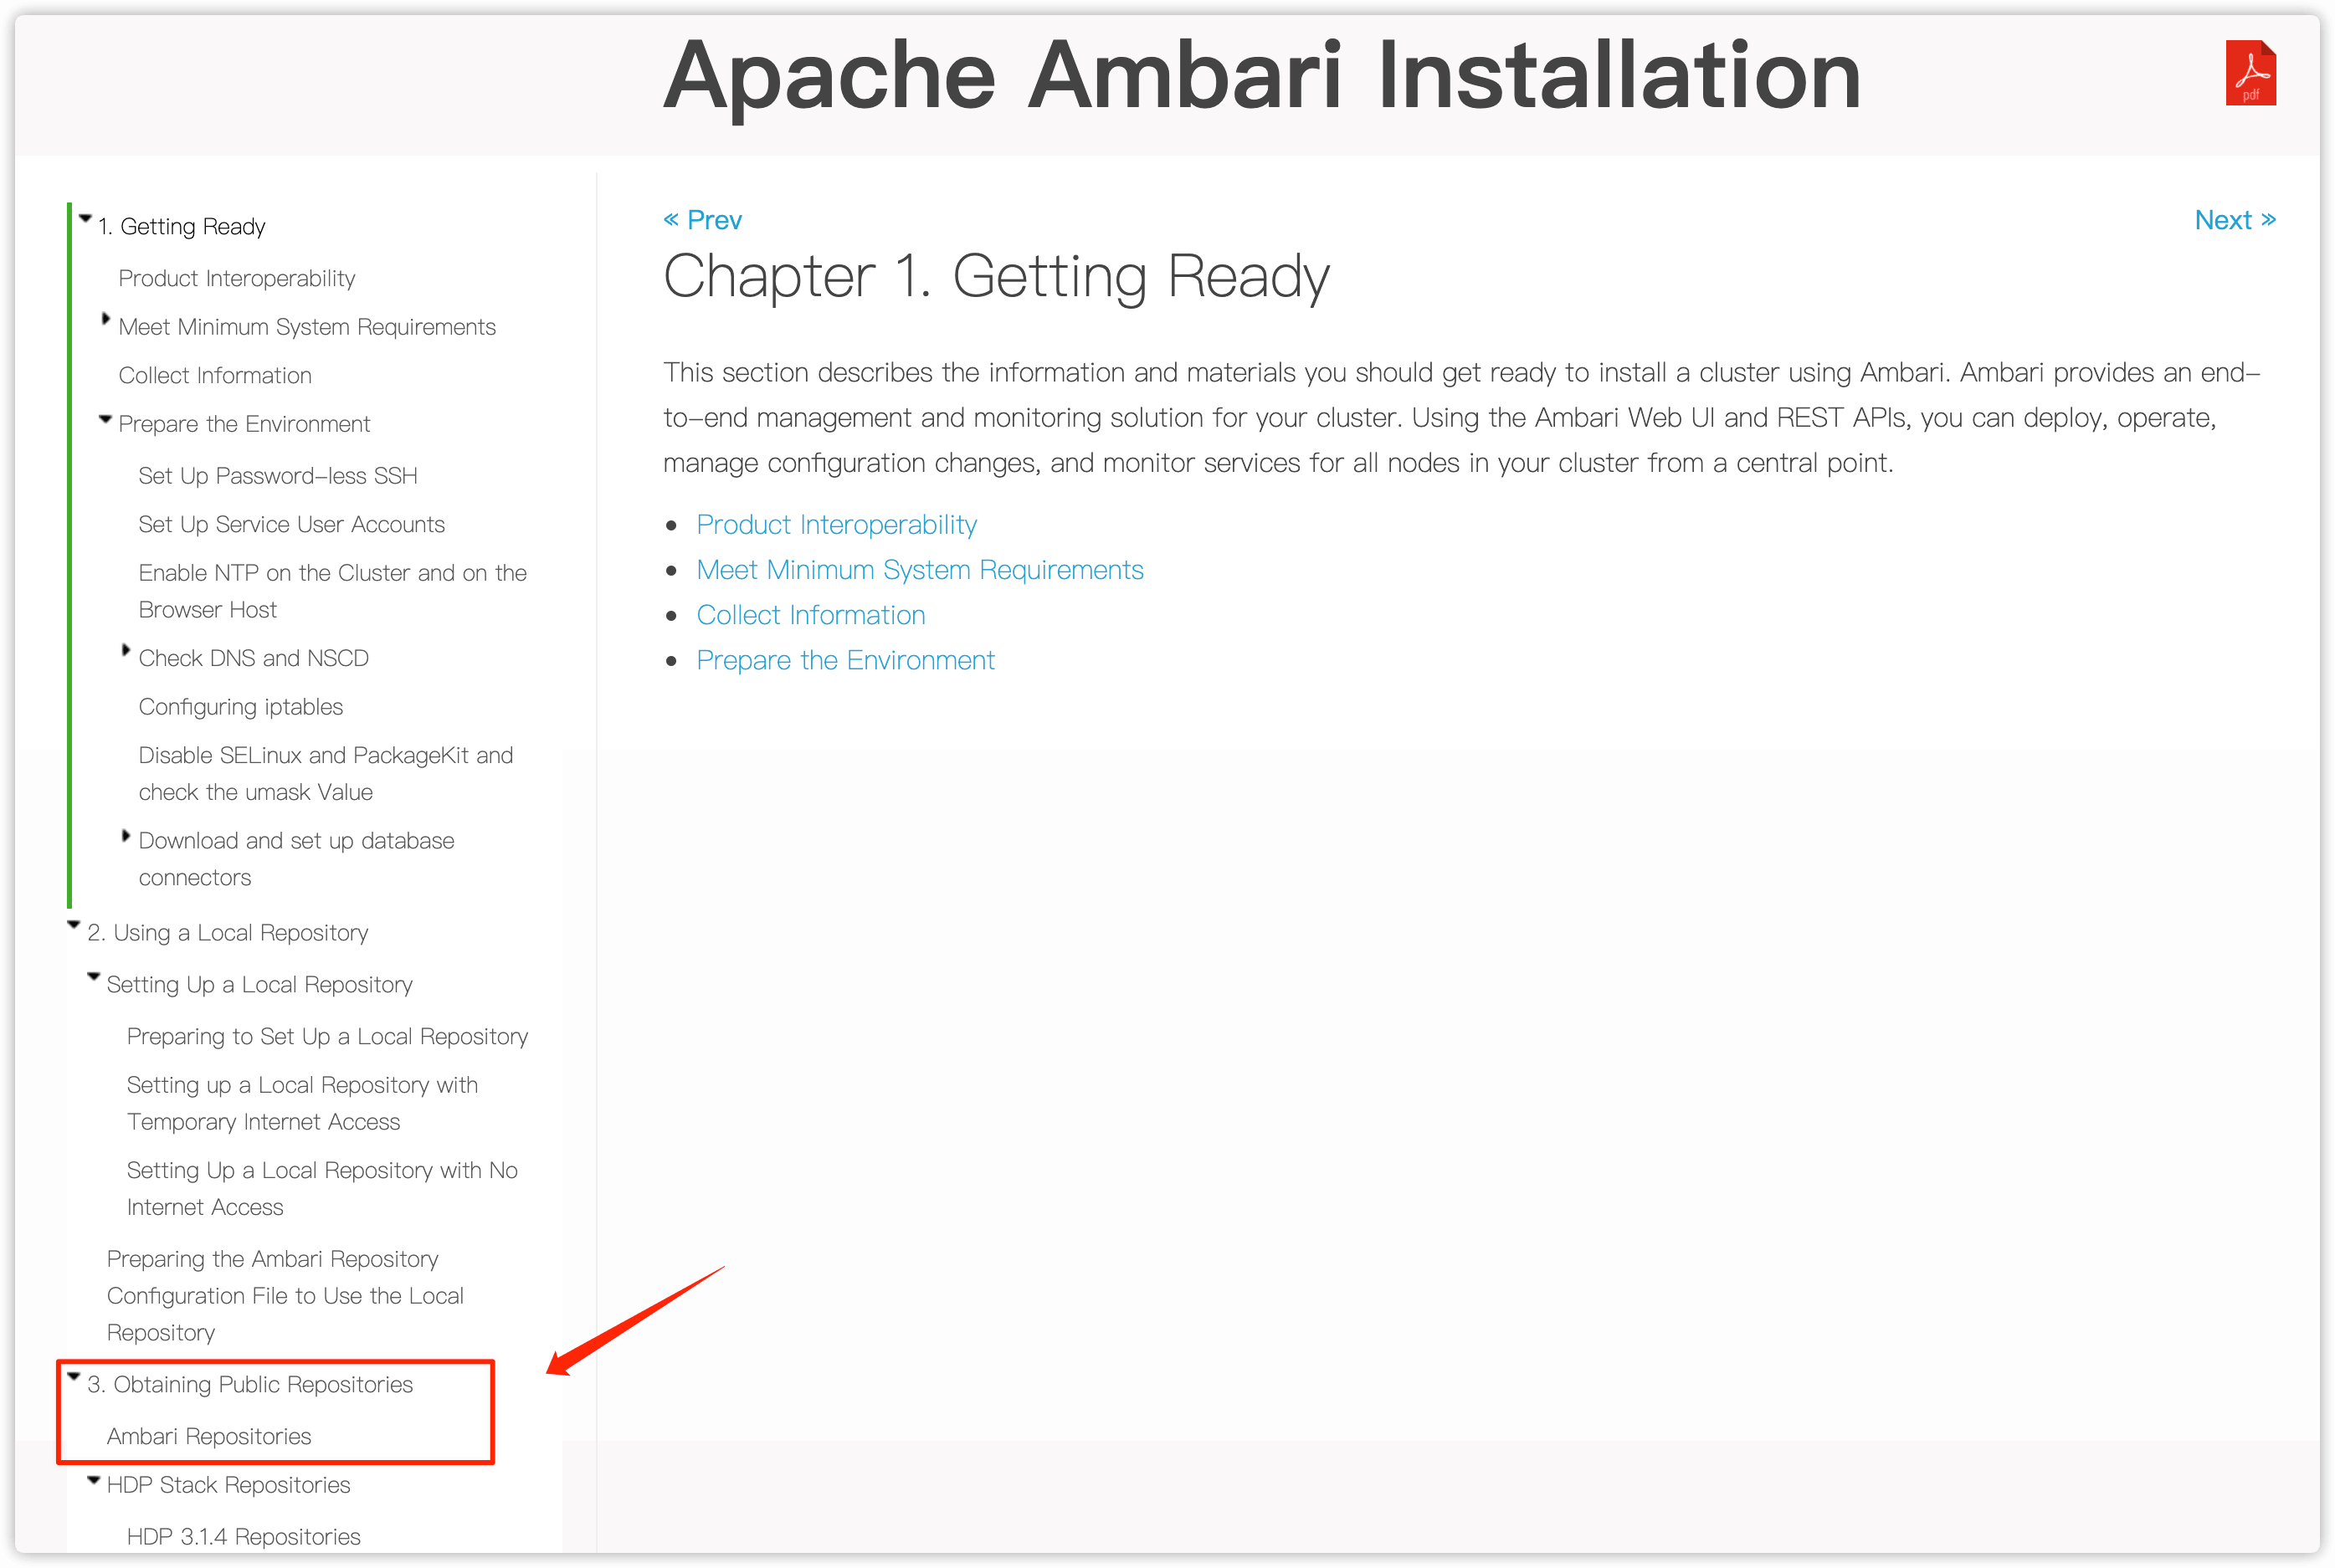 Apache Ambari Installation
pdf
1. Getting Ready
Product Interoperability
Meet Minimum System Requirements
Collect Information
Prepare the Environment
Set Up Password-less SSH
Set Up Service User Accounts
Enable NTP on the Cluster and on the
Browser Host
Check DNS and NSCD
Configuring iptables
Disable SELinux and PackageKit and
check the umask Value
Download and set up database
connectors
2. Using a Local Repository
Setting Up a Local Repository
Preparing to Set Up a Local Repository
Setting up a Local Repository with
Temporary Internet Access
Setting Up a Local Repository with No
Internet Access
Preparing the Ambari Repository
Configuration File to Use the Local
Repository
3. Obtaining Public Repositories
Ambari Repositories
HDP Stack Repositories
HDP 3.1.4 Repositories
« Prev
Next »
Chapter 1. Getting Ready
This section describes the information and materials you should get ready to install a cluster using Ambari. Ambari provides an end-
to-end management and monitoring solution for your cluster. Using the Ambari Web UI and REST APIs, you can deploy, operate,
manage configuration changes, and monitor services for all nodes in your cluster from a central point.
• Product Interoperability
• Meet Minimum System Requirements
• Collect Information
• Prepare the Environment